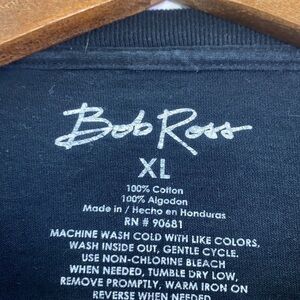 Bob Ross
XL
100% Cotton
100% Algodon
Made in / Hecho en Honduras
RN # 90681
MACHINE WASH COLD WITH LIKE COLORS,
WASH INSIDE OUT, GENTLE CYCLE.
USE NON-CHLORINE BLEACH
WHEN NEEDED, TUMBLE DRY LOW,
REMOVE PROMPTLY, WARM IRON ON
REVERSE WHEN NEEDED